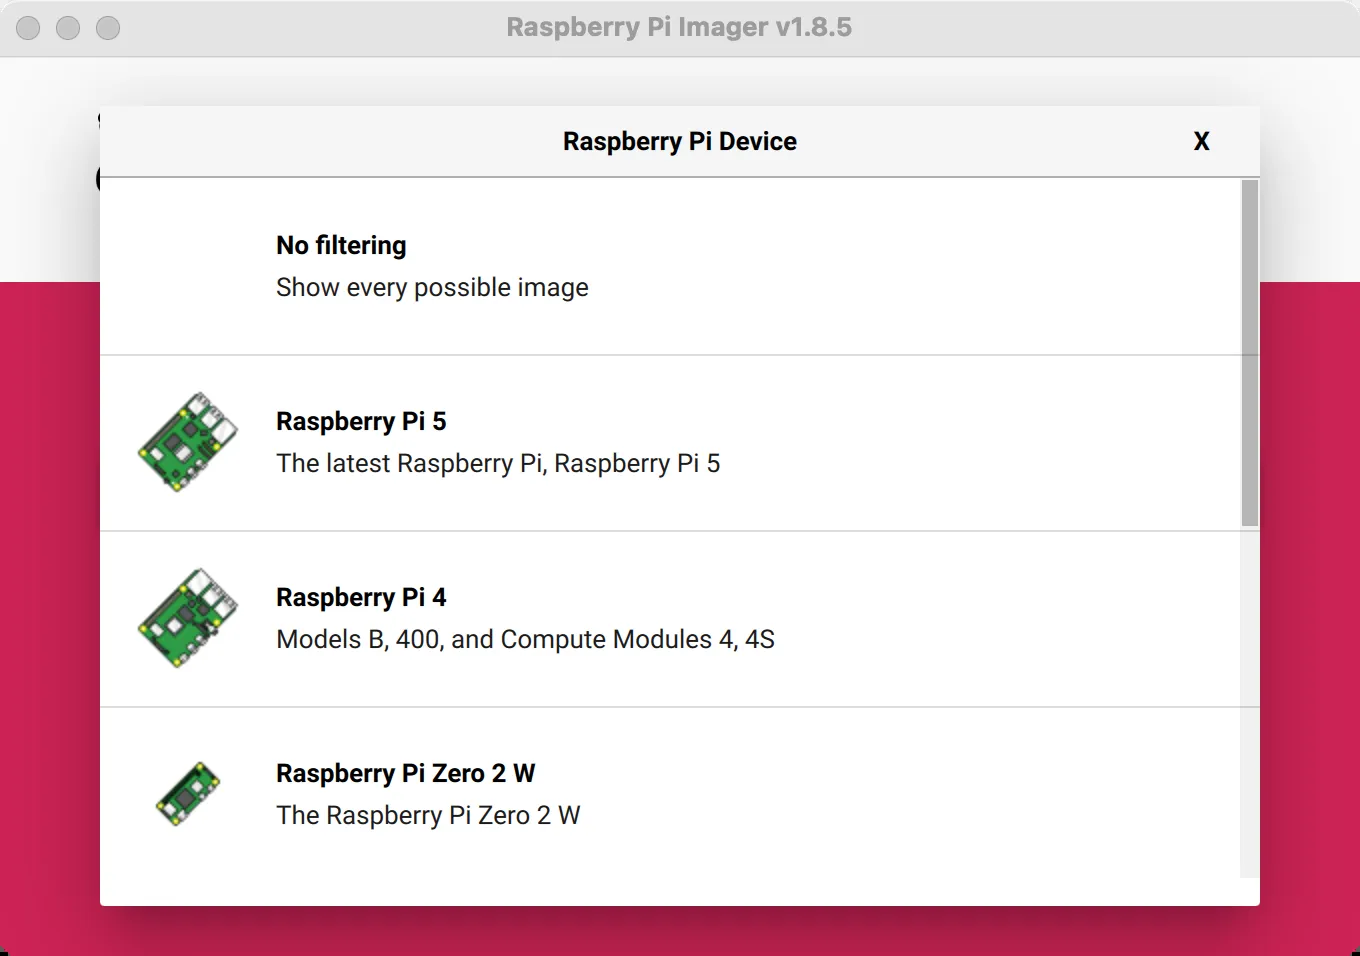 Raspberry Pi Imager v1.8.5
Raspberry Pi Device X
No filtering
Show every possible image
Raspberry Pi 5
The latest Raspberry Pi, Raspberry Pi 5
Raspberry Pi 4
Models B, 400, and Compute Modules 4, 4S
Raspberry Pi Zero 2 W
The Raspberry Pi Zero 2 W